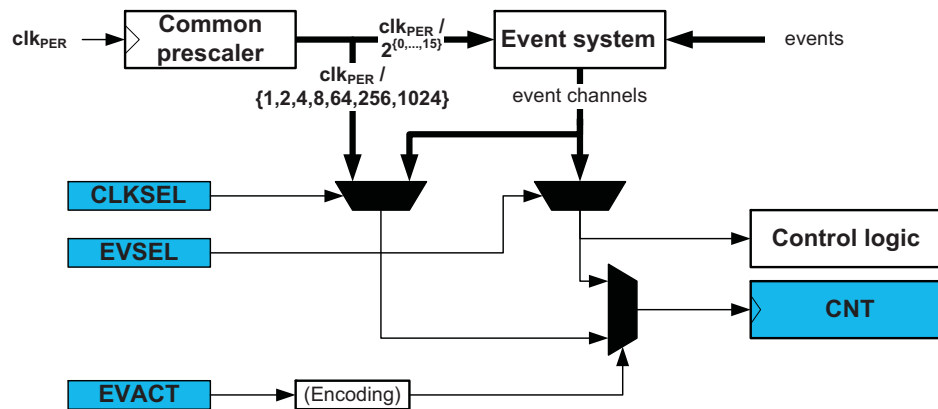 clkPER
Common
prescaler
clkPER /
2{0,...,15}
Event system
events
clkPER /
{1,2,4,8,64,256,1024}
event channels
CLKSEL
EVSEL
Control logic
CNT
EVACT
(Encoding)